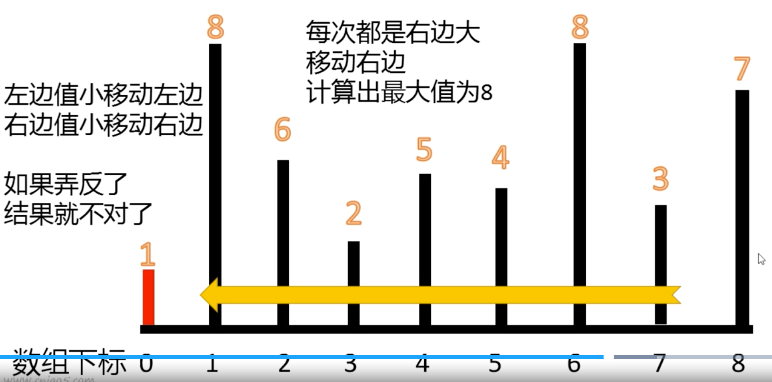 每次都是右边大
移动右边
计算出最大值为8
左边值小移动左边
右边值小移动右边
如果弄反了
结果就不对了
1 8 6 2 5 4 8 3 7
数组下标 0 1 2 3 4 5 6 7 8